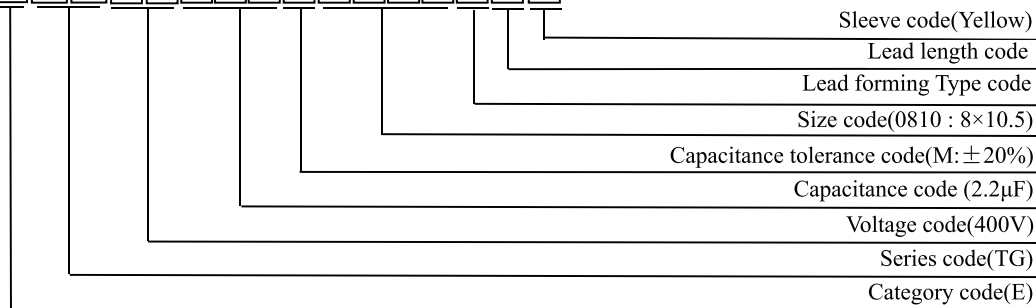 Sleeve code(Yellow)
Lead length code
Lead forming Type code
Size code(0810 : 8×10.5)
Capacitance tolerance code(M:±20%)
Capacitance code (2.2μF)
Voltage code(400V)
Series code(TG)
Category code(E)